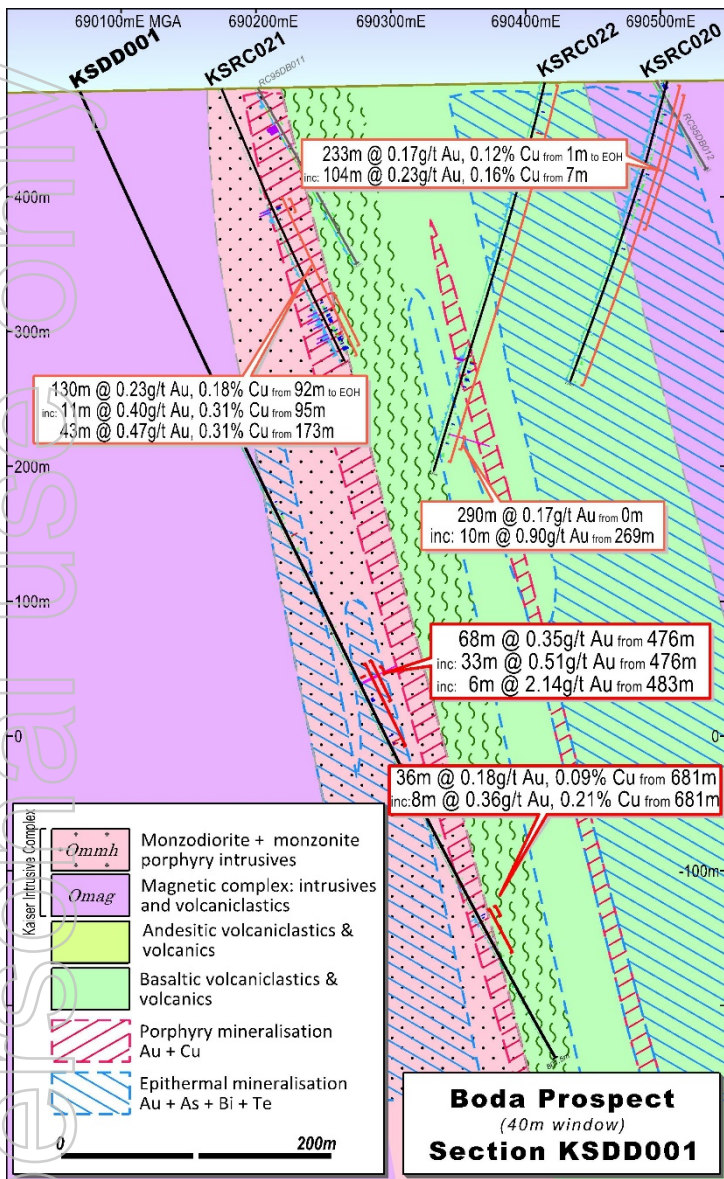 690100mE MGA
690200mE
690300mE
690400mE
690500mE
KSDD001
KSRC021
RC95DB011
KSRC022
KSRC020
RC95DB012
400m
300m
200m
100m
0
0
-100m
233m @ 0.17g/t Au, 0.12% Cu from 1m to EOH
inc: 104m @ 0.23g/t Au, 0.16% Cu from 7m
130m @ 0.23g/t Au, 0.18% Cu from 92m to EOH
inc: 11m @ 0.40g/t Au, 0.31% Cu from 95m
43m @ 0.47g/t Au, 0.31% Cu from 173m
290m @ 0.17g/t Au from 0m
inc: 10m @ 0.90g/t Au from 269m
68m @ 0.35g/t Au from 476m
inc: 33m @ 0.51g/t Au from 476m
inc: 6m @ 2.14g/t Au from 483m
36m @ 0.18g/t Au, 0.09% Cu from 681m
inc: 8m @ 0.36g/t Au, 0.21% Cu from 681m
Kaiser Intrusive Complex
Ommh
Monzodiorite + monzonite
porphyry intrusives
Omag
Magnetic complex: intrusives
and volcaniclastics
Andesitic volcaniclastics &
volcanics
Basaltic volcaniclastics &
volcanics
Porphyry mineralisation
Au + Cu
Epithermal mineralisation
Au + As + Bi + Te
0
200m
Boda Prospect
(40m window)
Section KSDD001
ersonal use only